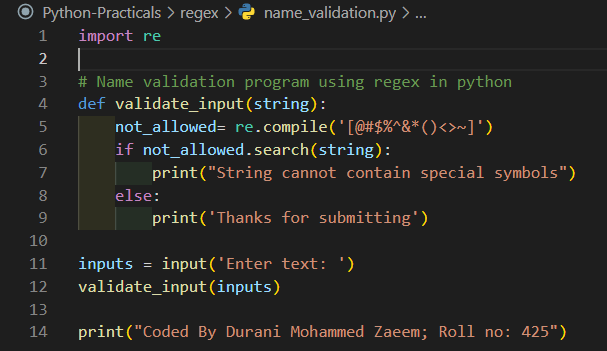 Python-Practicals > regex > name_validation.py > ...
1 import re
2
3 # Name validation program using regex in python
4 def validate_input(string):
5     not_allowed= re.compile('[@#$%^&*()<>~]')
6     if not_allowed.search(string):
7         print("String cannot contain special symbols")
8     else:
9         print('Thanks for submitting')
10
11 inputs = input('Enter text: ')
12 validate_input(inputs)
13
14 print("Coded By Durani Mohammed Zaeem; Roll no: 425")